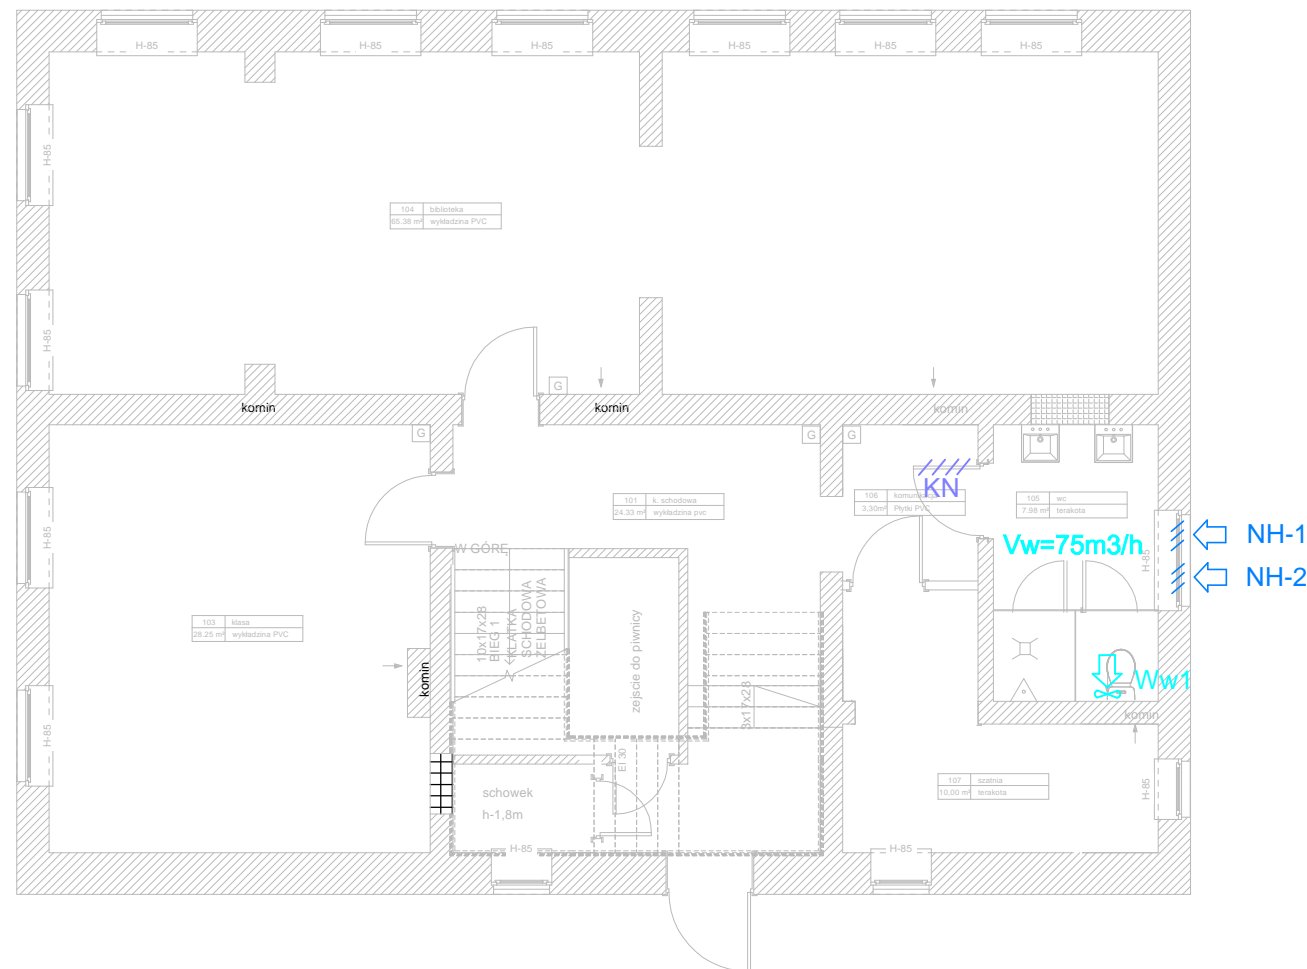 H-85
H-85
H-85
H-85
H-85
H-85
H-85
104 biblioteka
65.38 m² wykładzina PVC
H-85
G
komin
komin
komin
G
G
G
KN
101 k. schodowa
24.33 m² wykładzina pvc
106 komunikacja
3,30m² Płytki PVC
105 wc
7.98 m² terakota
H-85
W GÓRĘ
Vw=75m3/h
H-85
NH-1
NH-2
10x17x28
BIEG 1
KLATKA
SCHODOWA
ŻELBETOWA
103 klasa
28.25 m² wykładzina PVC
zejscie do piwnicy
komin
8x17x28
Ww1
komin
H-85
EI 30
107 szatnia
10,00 m² terakota
H-85
schowek
h-1,8m
H-85
H-85